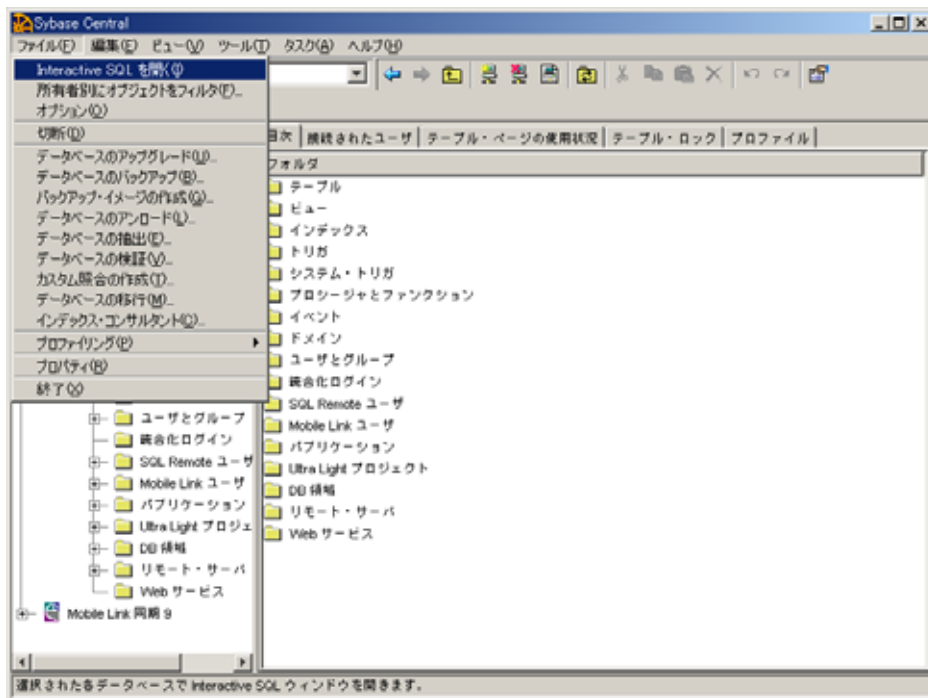 Sybase Central
ファイル(F) 編集(E) ビュー(V) ツール(T) タスク(A) ヘルプ(H)
Interactive SQL を開く(I)
所有者別にオブジェクトをフィルタ(F)...
オプション(O)
切断(D)
データベースのアップグレード(U)...
データベースのバックアップ(B)...
バックアップ・イメージの作成(G)...
データベースのアンロード(L)...
データベースの抽出(E)...
データベースの検証(V)...
カスタム照合の作成(T)...
データベースの移行(M)...
インデックス・コンサルタント(C)...
プロファイリング(P)
プロパティ(R)
終了(X)
ユーザとグループ
統合化ログイン
SQL Remote ユーザ
Mobile Link ユーザ
パブリケーション
Ultra Light プロジェ
DB 領域
リモート・サーバ
Web サービス
Mobile Link 同期 9
目次 接続されたユーザ テーブル・ページの使用状況 テーブル・ロック プロファイル
フォルダ
テーブル
ビュー
インデックス
トリガ
システム・トリガ
プロシージャとファンクション
イベント
ドメイン
ユーザとグループ
統合化ログイン
SQL Remote ユーザ
Mobile Link ユーザ
パブリケーション
Ultra Light プロジェクト
DB 領域
リモート・サーバ
Web サービス
選択された各データベースで Interactive SQL ウィンドウを開きます。